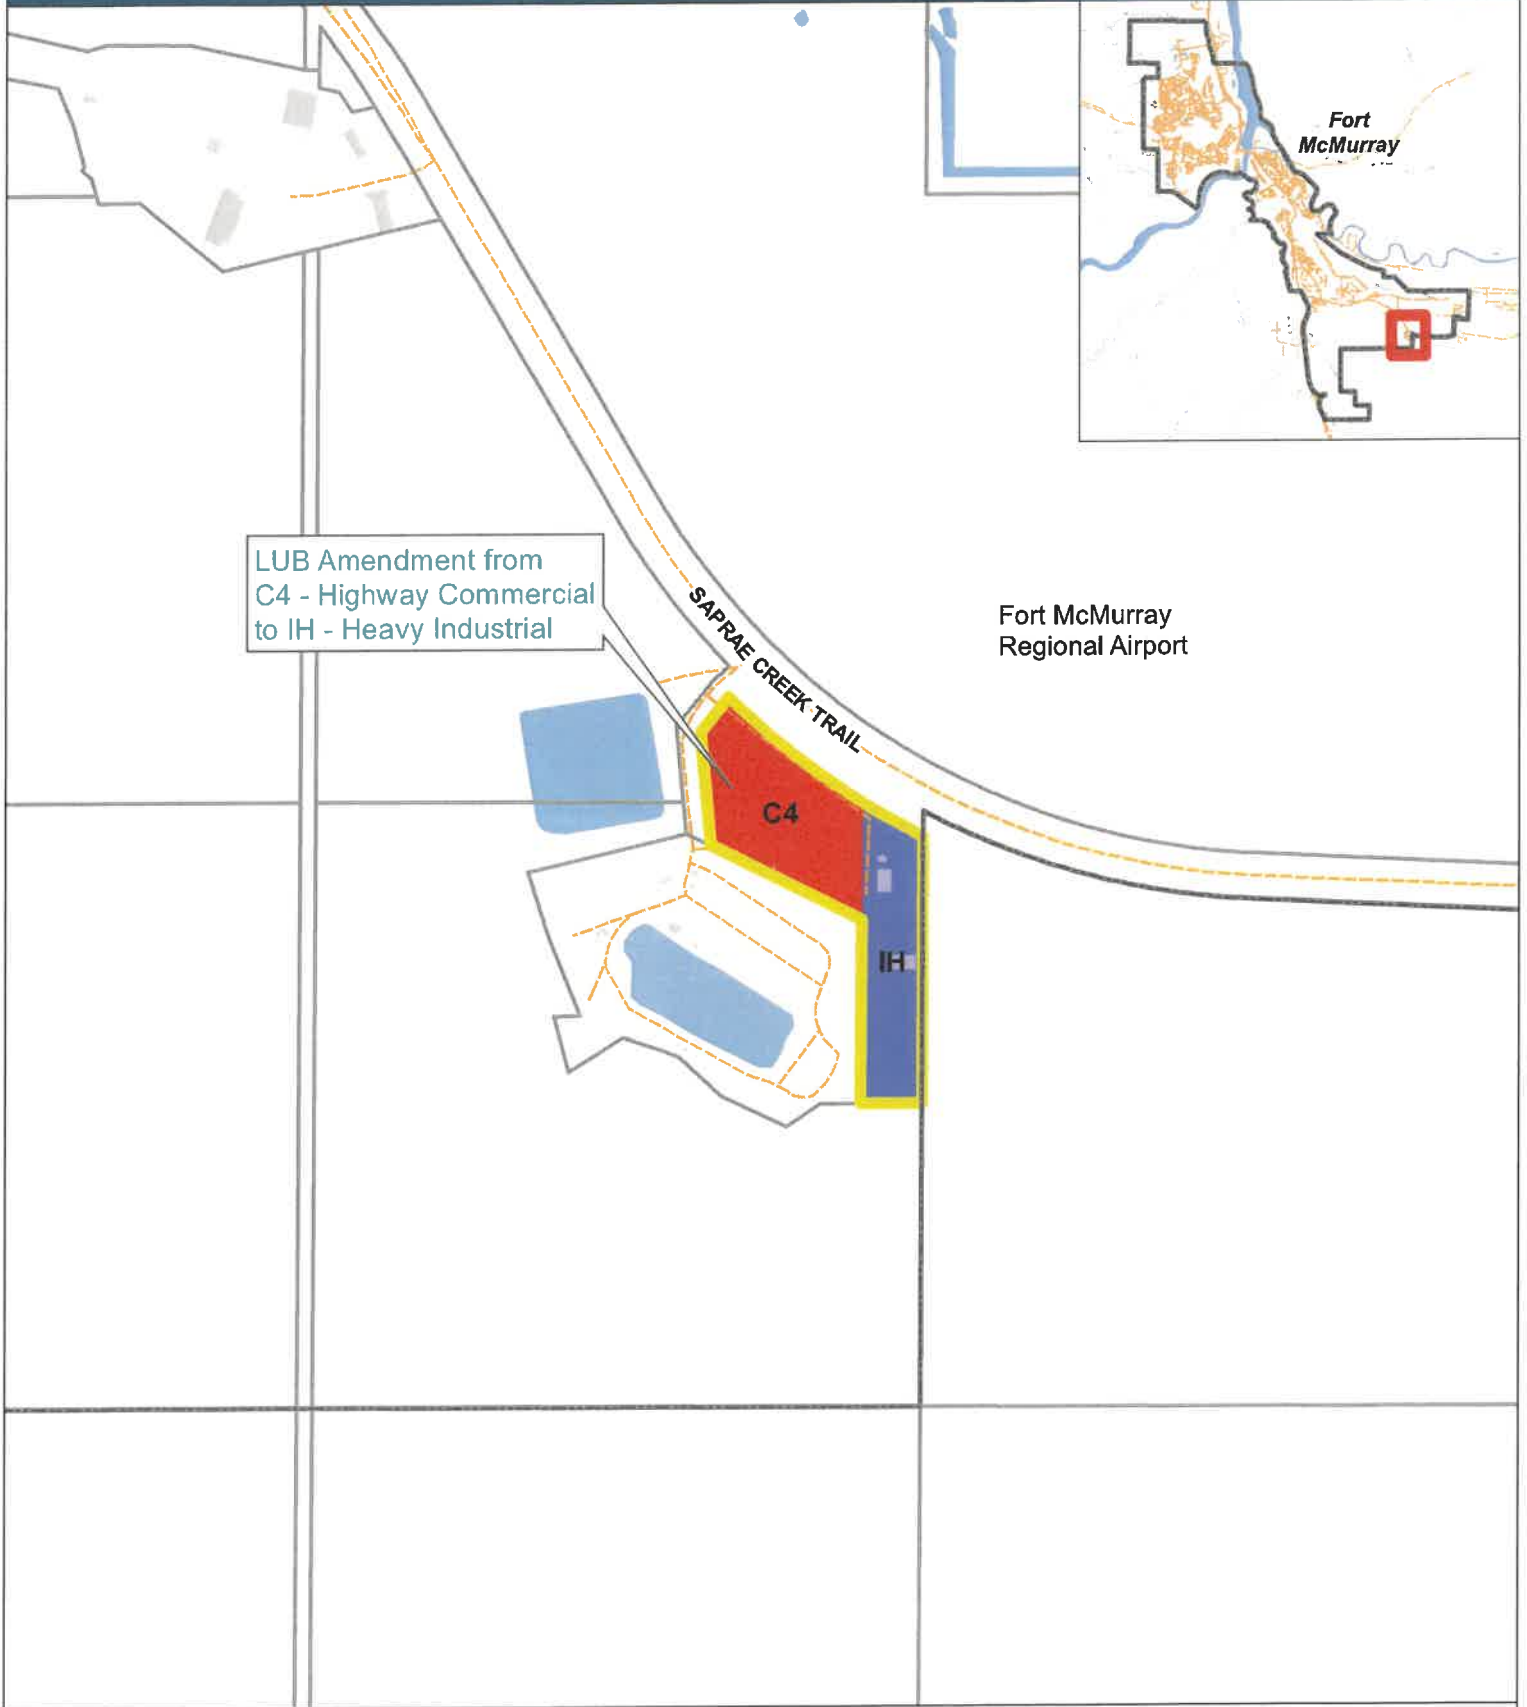 Fort
McMurray
LUB Amendment from
C4 - Highway Commercial
to IH - Heavy Industrial
SAPRAE CREEK TRAIL
Fort McMurray
Regional Airport
C4
IH